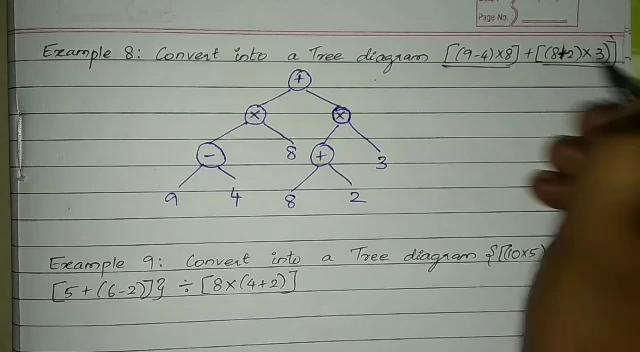 Page No.
Example 8: Convert into a Tree diagram [(9-4)×8]+[(8+2)×3)]
+
× ×
- 8 + 3
9 4 8 2
Example 9: Convert into a Tree diagram {[(10×5)
[5+(6-2)]} ÷ [8×(4+2)]